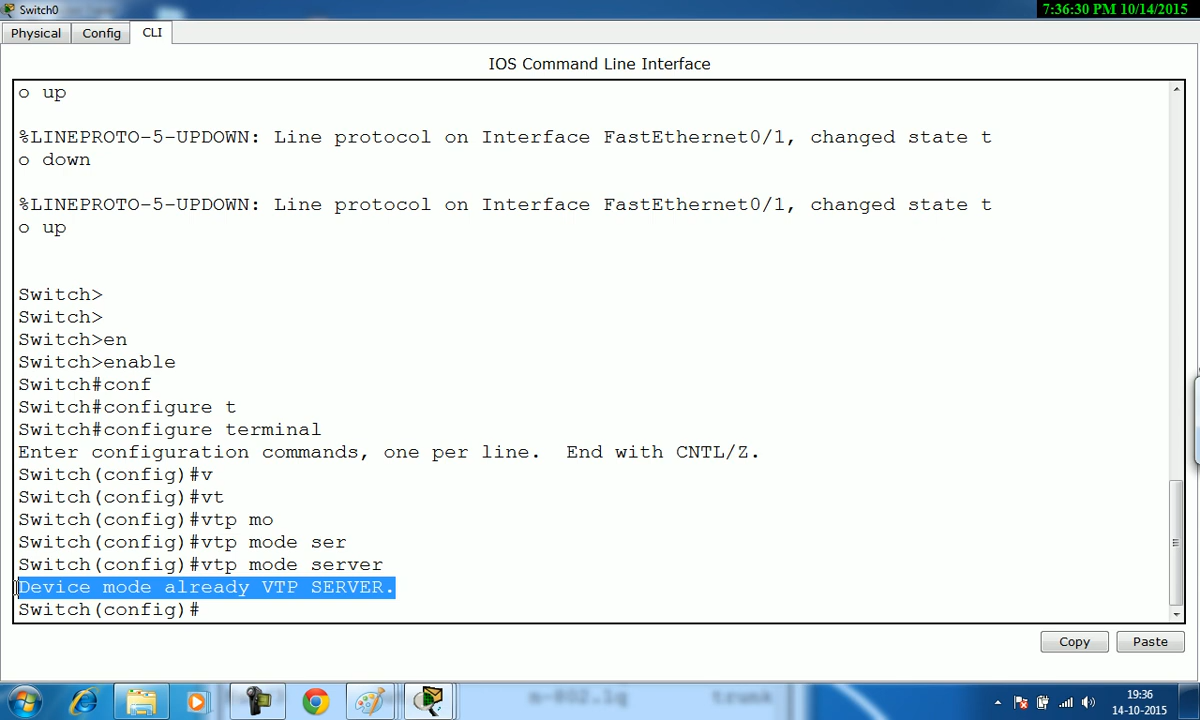 Switch0
7:36:30 PM 10/14/2015
Physical
Config
CLI
IOS Command Line Interface
o up
%LINEPROTO-5-UPDOWN: Line protocol on Interface FastEthernet0/1, changed state t
o down
%LINEPROTO-5-UPDOWN: Line protocol on Interface FastEthernet0/1, changed state t
o up
Switch>
Switch>
Switch>en
Switch>enable
Switch#conf
Switch#configure t
Switch#configure terminal
Enter configuration commands, one per line.  End with CNTL/Z.
Switch(config)#v
Switch(config)#vt
Switch(config)#vtp mo
Switch(config)#vtp mode ser
Switch(config)#vtp mode server
Device mode already VTP SERVER.
Switch(config)#
Copy
Paste
n-802.1q
trunk
19:36
14-10-2015